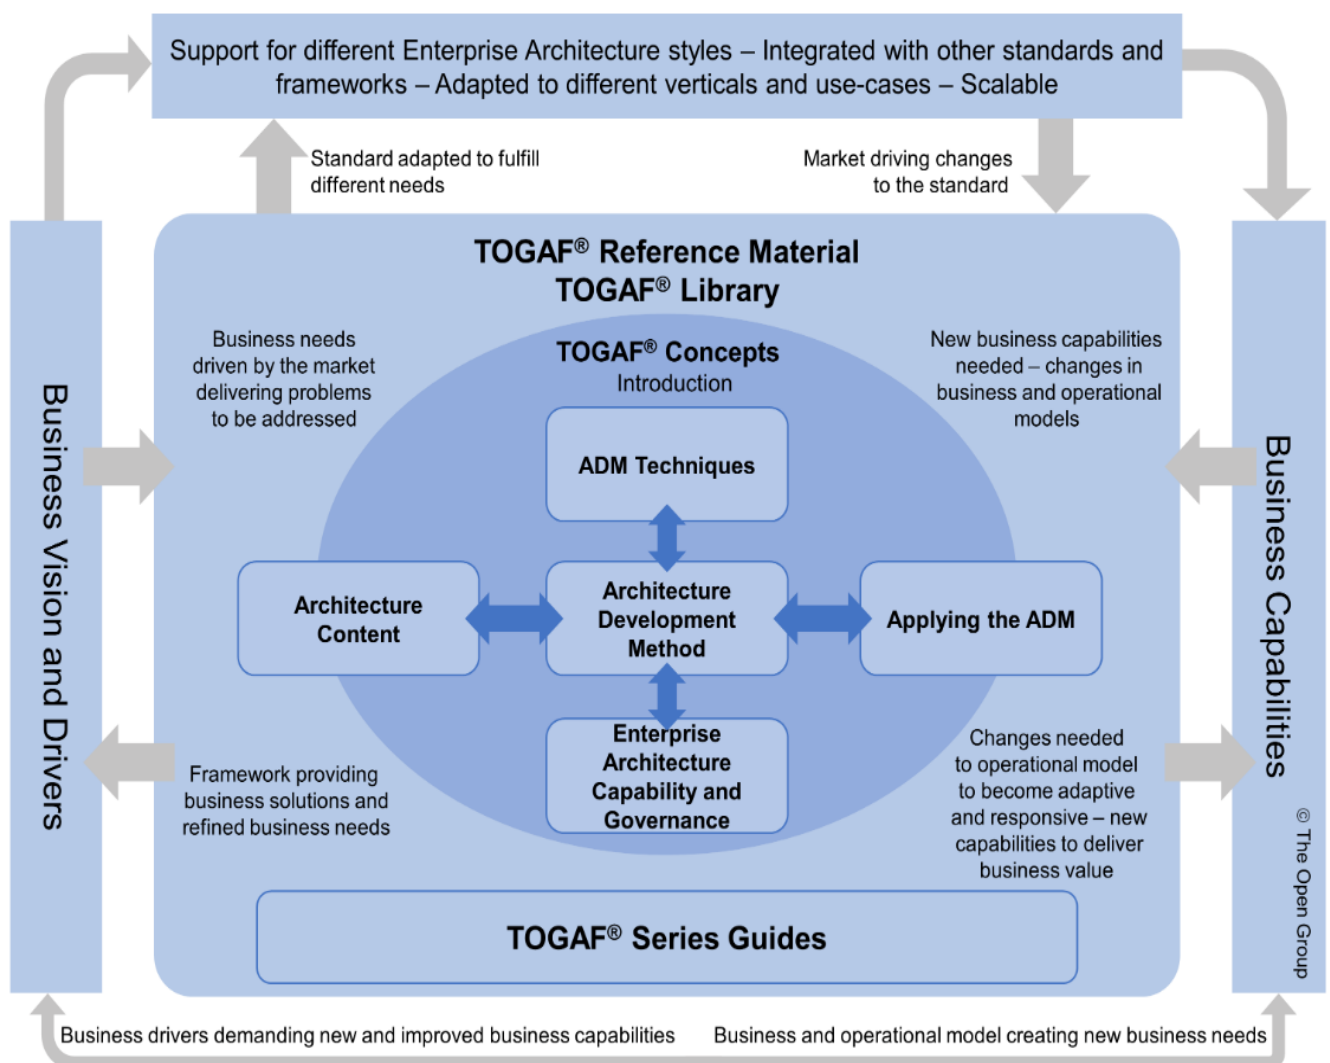 Support for different Enterprise Architecture styles – Integrated with other standards and
frameworks – Adapted to different verticals and use-cases – Scalable
Standard adapted to fulfill
different needs
Market driving changes
to the standard
TOGAF® Reference Material
TOGAF® Library
Business needs
driven by the market
delivering problems
to be addressed
TOGAF® Concepts
Introduction
New business capabilities
needed – changes in
business and operational
models
Business Vision and Drivers
ADM Techniques
Architecture
Content
Architecture
Development
Method
Applying the ADM
Business Capabilities
Framework providing
business solutions and
refined business needs
Enterprise
Architecture
Capability and
Governance
Changes needed
to operational model
to become adaptive
and responsive – new
capabilities to deliver
business value
TOGAF® Series Guides
© The Open Group
Business drivers demanding new and improved business capabilities
Business and operational model creating new business needs